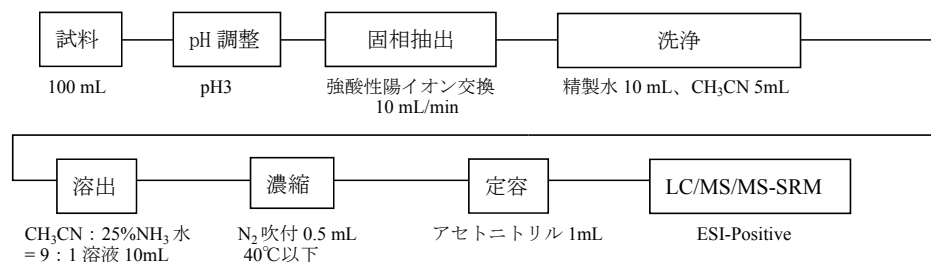 試料
pH 調整
固相抽出
洗浄
100 mL
pH3
強酸性陽イオン交換
10 mL/min
精製水 10 mL、CH₃CN 5mL
溶出
濃縮
定容
LC/MS/MS-SRM
CH₃CN：25%NH₃水
= 9：1 溶液 10mL
N₂ 吹付 0.5 mL
40℃以下
アセトニトリル 1mL
ESI-Positive